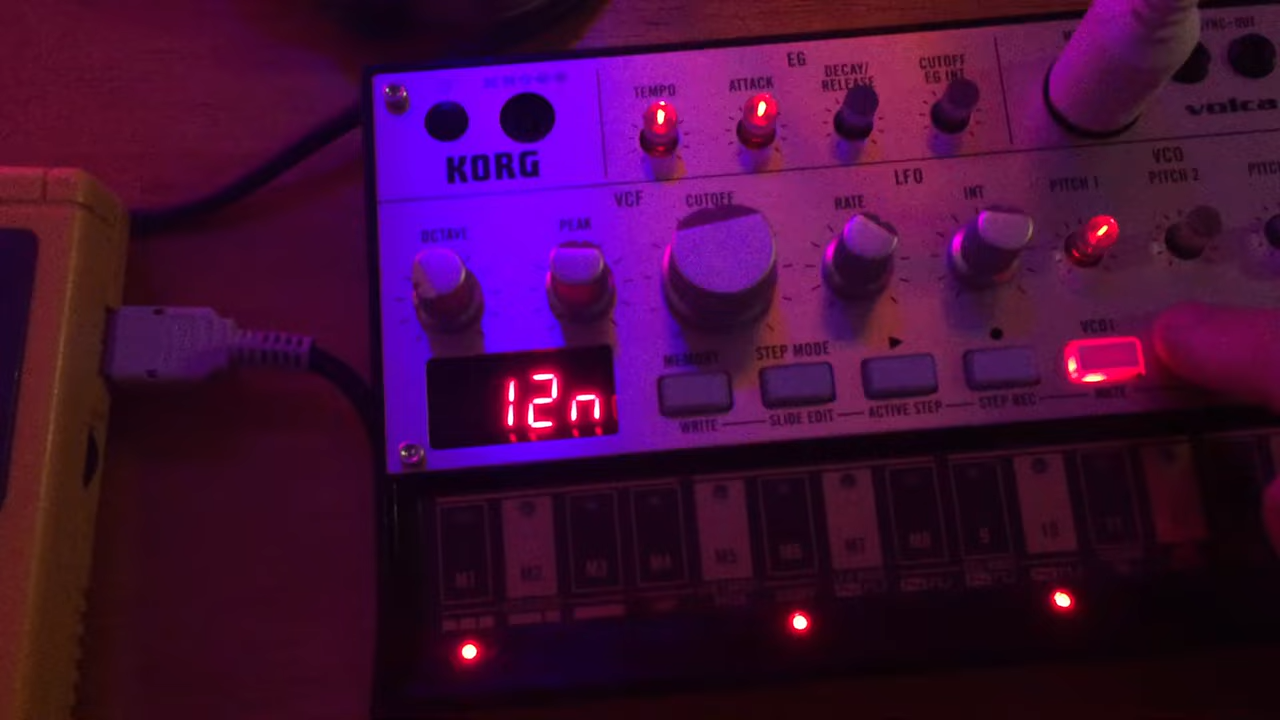 EG
TEMPO
ATTACK
DECAY/
RELEASE
CUTOFF
EG INT
volca
KORG
VCF
CUTOFF
LFO
RATE
INT
VCO
PITCH 1
PITCH 2
OCTAVE
PEAK
12n
MEMORY
STEP MODE
VCO1
WRITE
SLIDE EDIT
ACTIVE STEP
STEP REC
MUTE
M1
M2
M3
M4
M5
M6
M7
M8
9
10
11